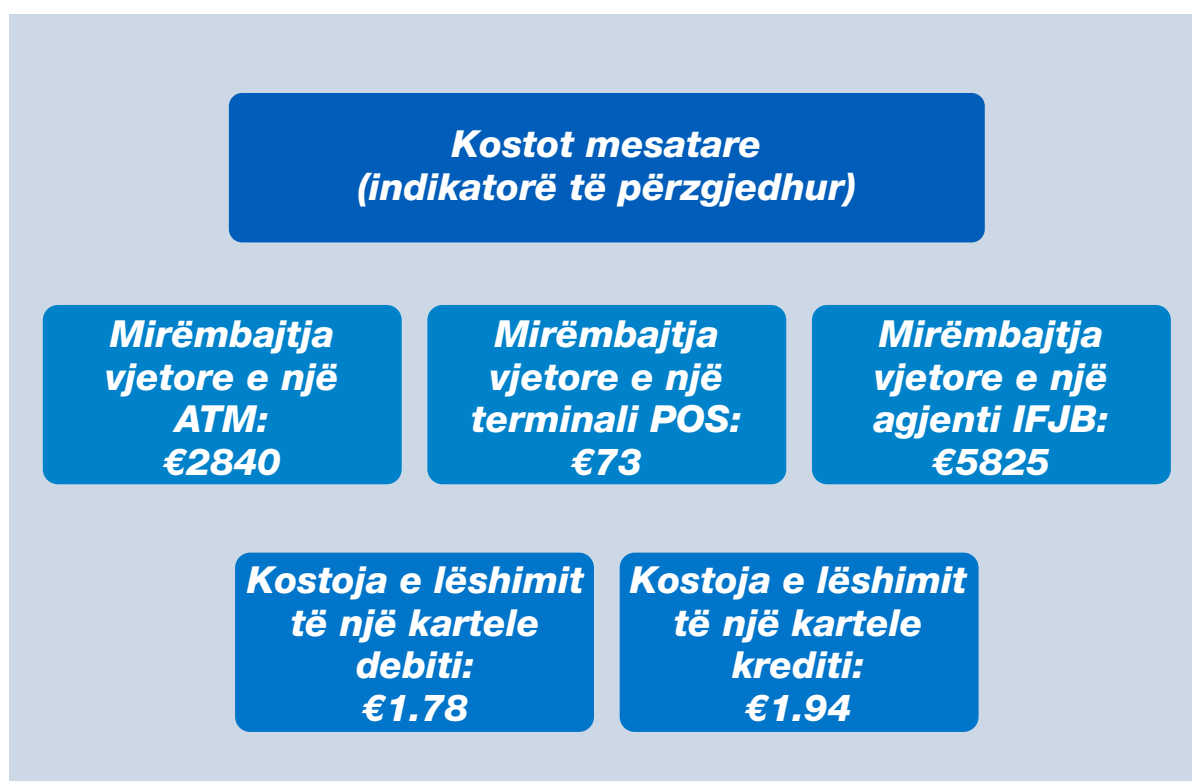 Kostot mesatare
(indikatorë të përzgjedhur)
Mirëmbajtja
vjetore e një
ATM:
€2840
Mirëmbajtja
vjetore e një
terminali POS:
€73
Mirëmbajtja
vjetore e një
agjenti IFJB:
€5825
Kostoja e lëshimit
të një kartele
debiti:
€1.78
Kostoja e lëshimit
të një kartele
krediti:
€1.94